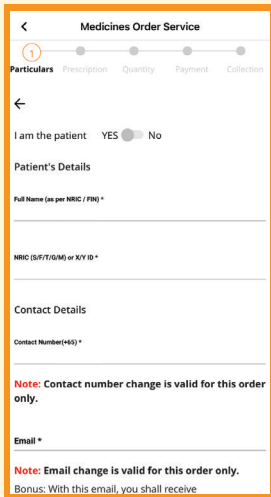 Medicines Order Service
1
Particulars Prescription Quantity Payment Collection
I am the patient YES No
Patient's Details
Full Name (as per NRIC / FIN) *
NRIC (S/F/T/G/M) or X/Y ID *
Contact Details
Contact Number(+65) *
Note: Contact number change is valid for this order
only.
Email *
Note: Email change is valid for this order only.
Bonus: With this email, you shall receive